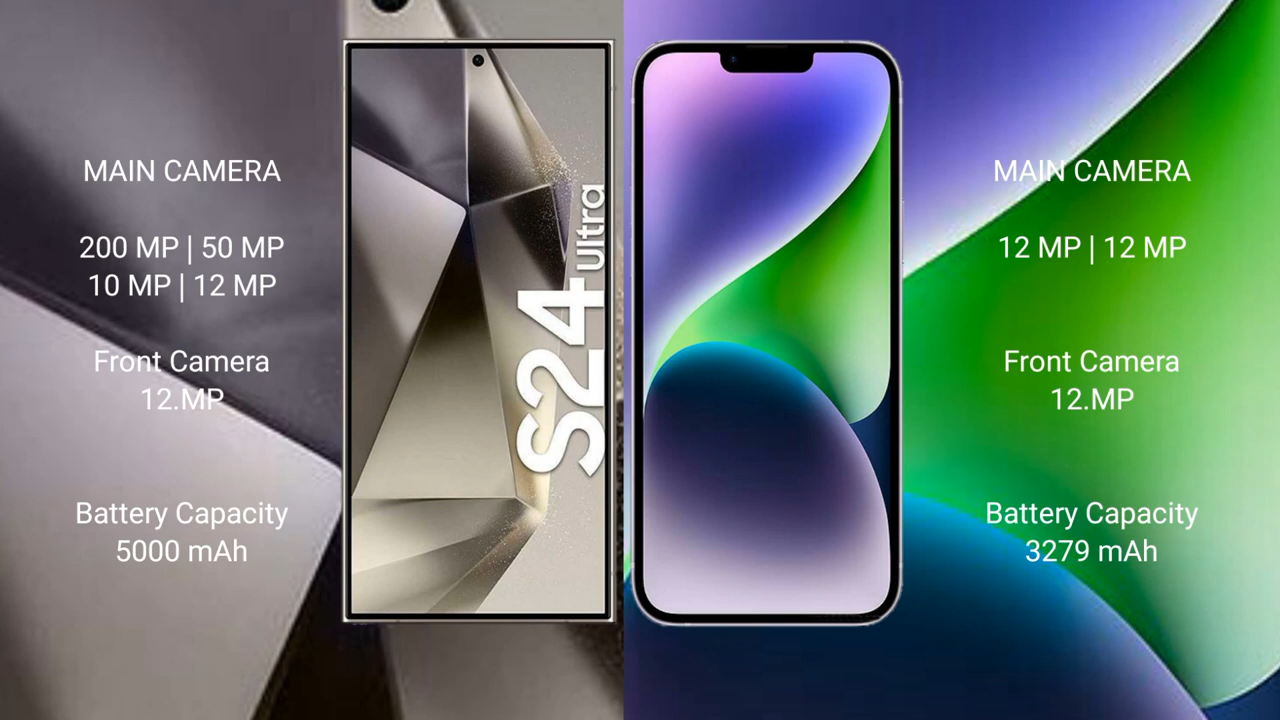 MAIN CAMERA
200 MP | 50 MP
10 MP | 12 MP
Front Camera
12.MP
Battery Capacity
5000 mAh
S24 Ultra
MAIN CAMERA
12 MP | 12 MP
Front Camera
12.MP
Battery Capacity
3279 mAh